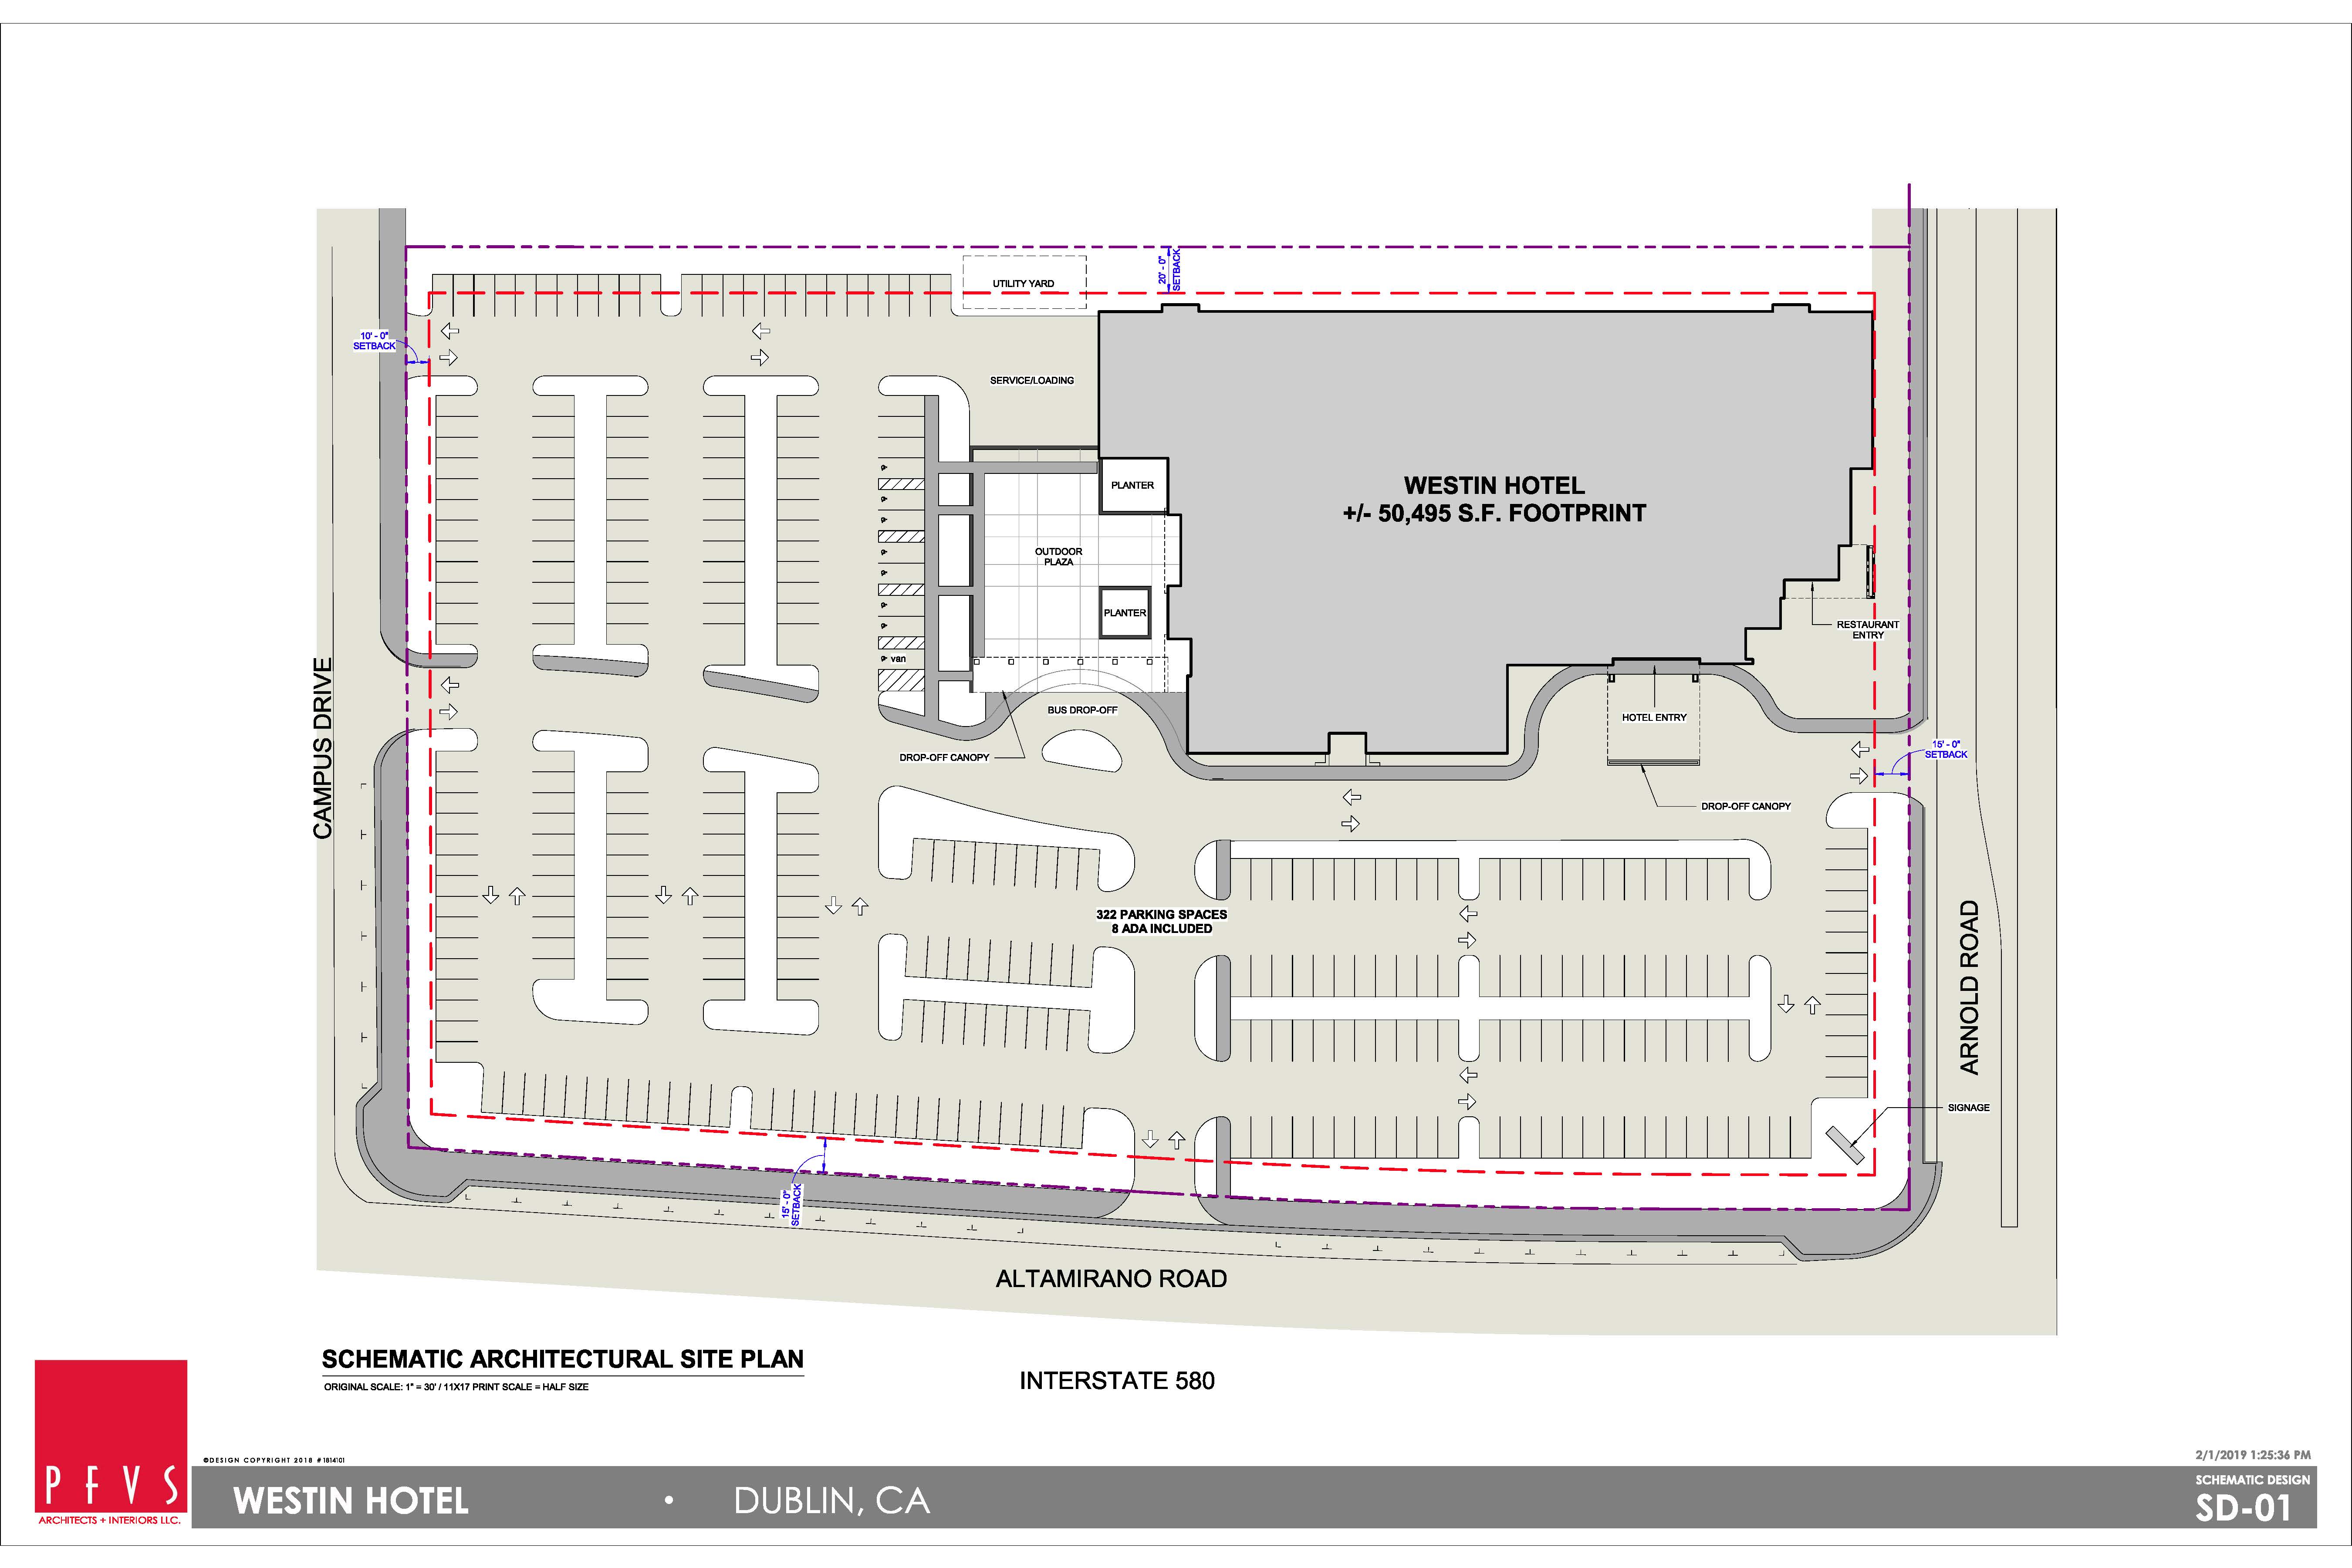 20' - 0"
SETBACK
UTILITY YARD
10' - 0"
SETBACK
SERVICE/LOADING
PLANTER
WESTIN HOTEL
+/- 50,495 S.F. FOOTPRINT
OUTDOOR
PLAZA
PLANTER
RESTAURANT
ENTRY
van
BUS DROP-OFF
HOTEL ENTRY
DROP-OFF CANOPY
15' - 0"
SETBACK
CAMPUS DRIVE
DROP-OFF CANOPY
322 PARKING SPACES
8 ADA INCLUDED
ARNOLD ROAD
SIGNAGE
15' - 0"
SETBACK
ALTAMIRANO ROAD
SCHEMATIC ARCHITECTURAL SITE PLAN
ORIGINAL SCALE: 1" = 30' / 11X17 PRINT SCALE = HALF SIZE
INTERSTATE 580
PFVS
ARCHITECTS + INTERIORS LLC.
©DESIGN COPYRIGHT 2018 #1814101
WESTIN HOTEL • DUBLIN, CA
2/1/2019 1:25:36 PM
SCHEMATIC DESIGN
SD-01